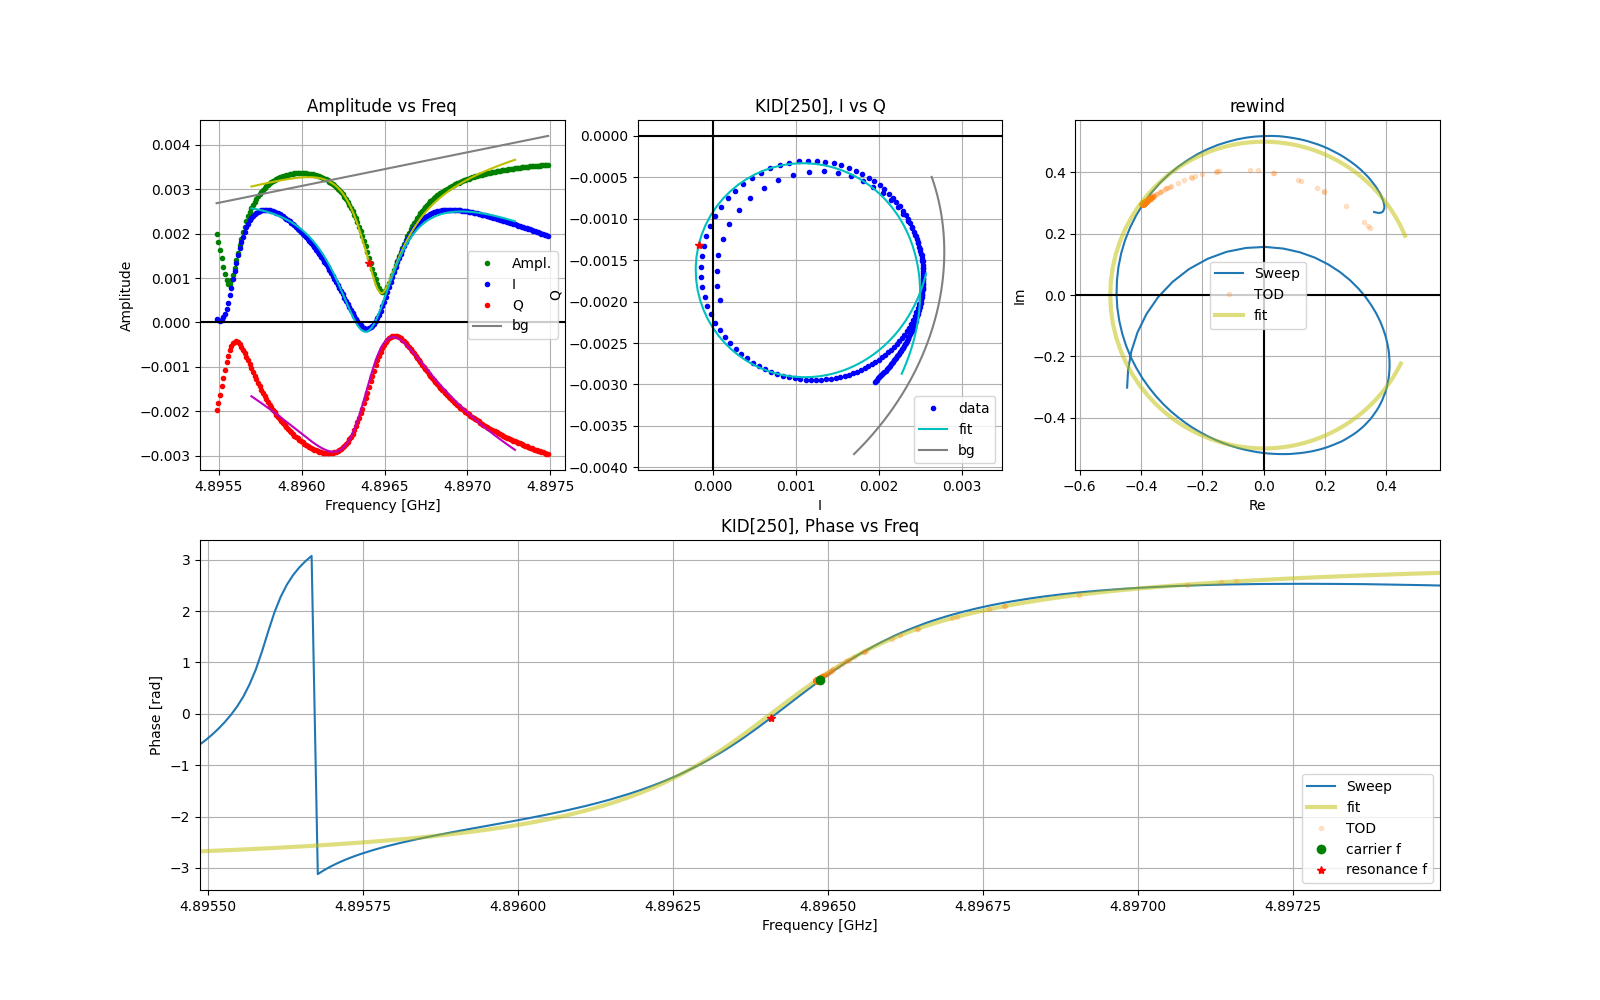 Amplitude vs Freq
Amplitude
0.004
0.003
0.002
0.001
0.000
−0.001
−0.002
−0.003
4.8955
4.8960
4.8965
4.8970
4.8975
Frequency [GHz]
Ampl.
I
Q
bg
KID[250], I vs Q
Q
0.0000
−0.0005
−0.0010
−0.0015
−0.0020
−0.0025
−0.0030
−0.0035
−0.0040
0.000
0.001
0.002
0.003
I
data
fit
bg
rewind
Im
0.4
0.2
0.0
−0.2
−0.4
−0.6
−0.4
−0.2
0.0
0.2
0.4
Re
Sweep
TOD
fit
KID[250], Phase vs Freq
Phase [rad]
3
2
1
0
−1
−2
−3
4.89550
4.89575
4.89600
4.89625
4.89650
4.89675
4.89700
4.89725
Frequency [GHz]
Sweep
fit
TOD
carrier f
resonance f